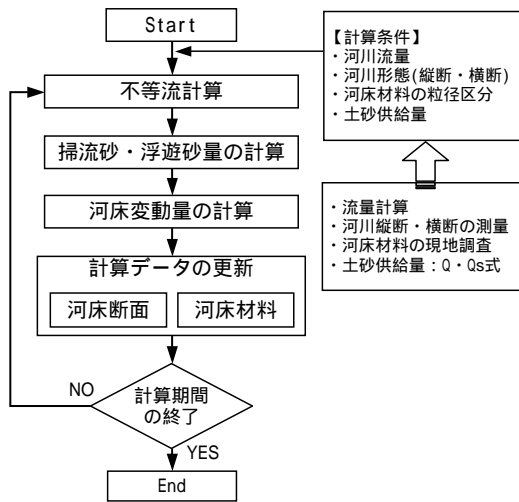 Start
不等流計算
掃流砂・浮遊砂量の計算
河床変動量の計算
計算データの更新
河床断面
河床材料
計算期間
の終了
NO
YES
End
【計算条件】
・河川流量
・河川形態(縦断・横断)
・河床材料の粒径区分
・土砂供給量
・流量計算
・河川縦断・横断の測量
・河床材料の現地調査
・土砂供給量：Q・Qs式